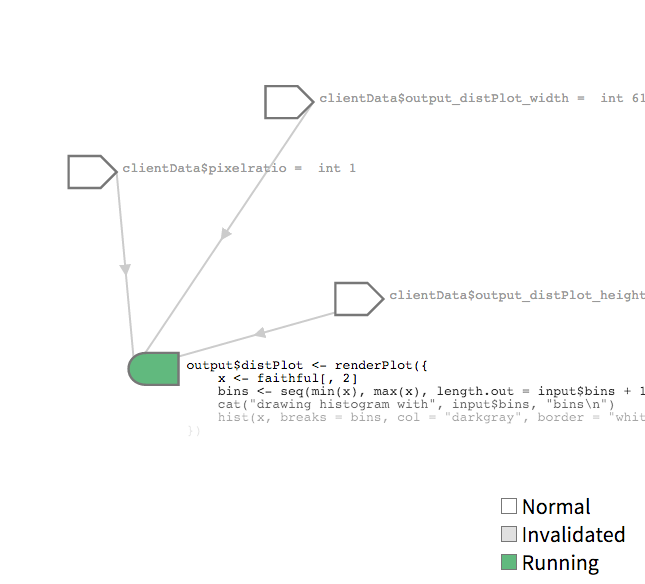 clientData$output_distPlot_width =  int 61
clientData$pixelratio =  int 1
clientData$output_distPlot_height
output$distPlot <- renderPlot({
    x <- faithful[, 2]
    bins <- seq(min(x), max(x), length.out = input$bins + 1
    cat("drawing histogram with", input$bins, "bins\n")
    hist(x, breaks = bins, col = "darkgray", border = "whit
})
Normal
Invalidated
Running